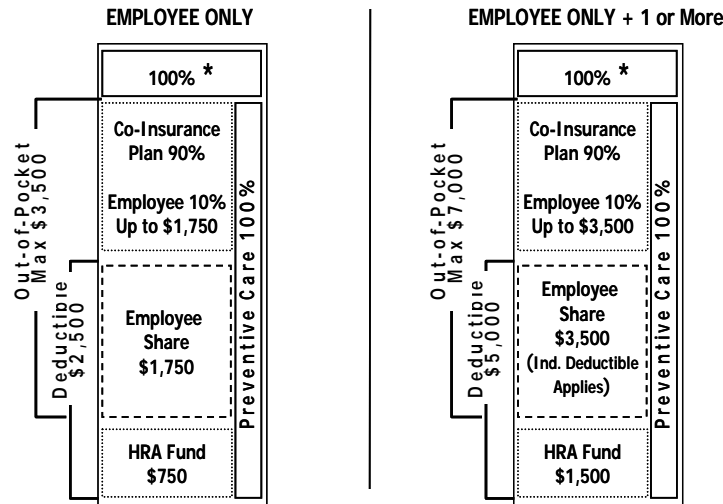 EMPLOYEE ONLY
100% *
Co-Insurance
Plan 90%
Employee 10%
Up to $1,750
Employee
Share
$1,750
HRA Fund
$750
Preventive Care 100%
Out-of-Pocket
Max $3,500
Deductible
$2,500
EMPLOYEE ONLY + 1 or More
100% *
Co-Insurance
Plan 90%
Employee 10%
Up to $3,500
Employee
Share
$3,500
(Ind. Deductible
Applies)
HRA Fund
$1,500
Preventive Care 100%
Out-of-Pocket
Max $7,000
Deductible
$5,000